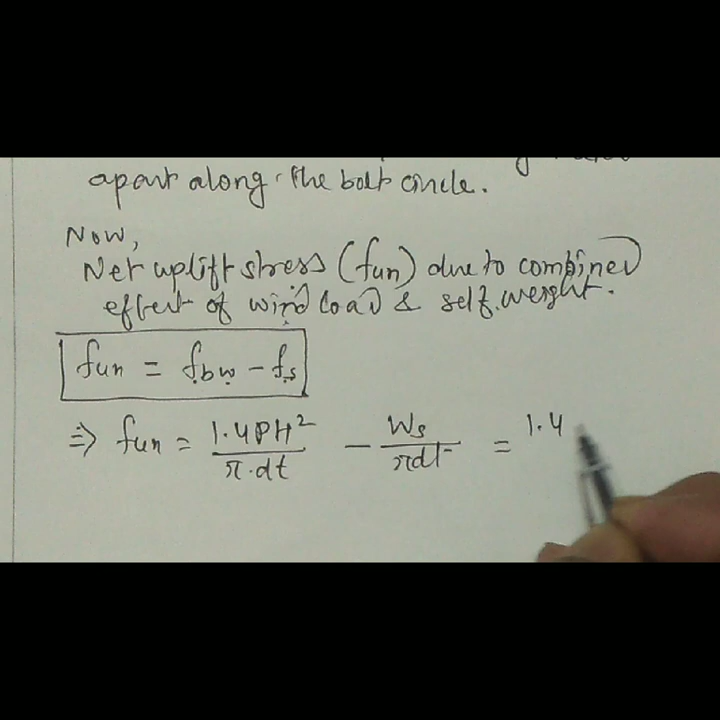 apart along the bolt circle.
Now,
Net uplift stress (fun) due to combined
effect of wind load & self.weight.
fun = fbw - fs
⇒ fun = 1.4PH² / π.dt - Ws / πdt = 1.4